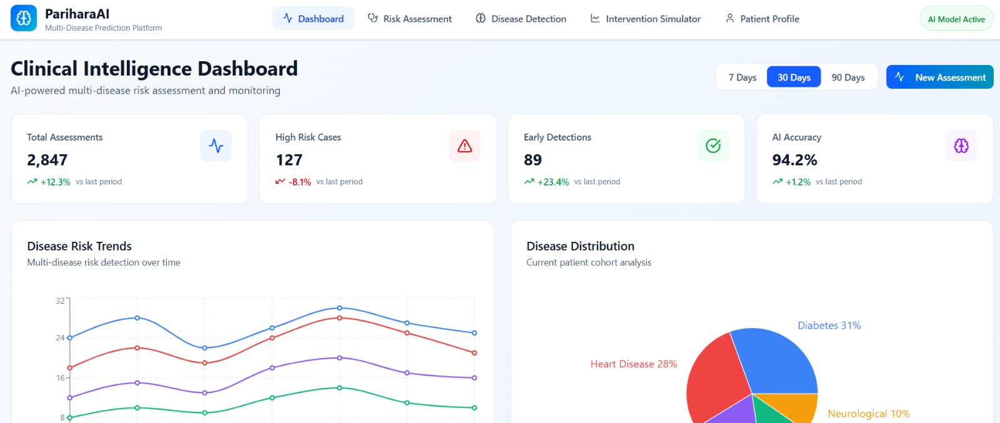 PariharaAI
Multi-Disease Prediction Platform
Dashboard
Risk Assessment
Disease Detection
Intervention Simulator
Patient Profile
AI Model Active
Clinical Intelligence Dashboard
AI-powered multi-disease risk assessment and monitoring
7 Days
30 Days
90 Days
New Assessment
Total Assessments
2,847
+12.3% vs last period
High Risk Cases
127
-8.1% vs last period
Early Detections
89
+23.4% vs last period
AI Accuracy
94.2%
+1.2% vs last period
Disease Risk Trends
Multi-disease risk detection over time
32
24
16
8
Disease Distribution
Current patient cohort analysis
Diabetes 31%
Heart Disease 28%
Neurological 10%